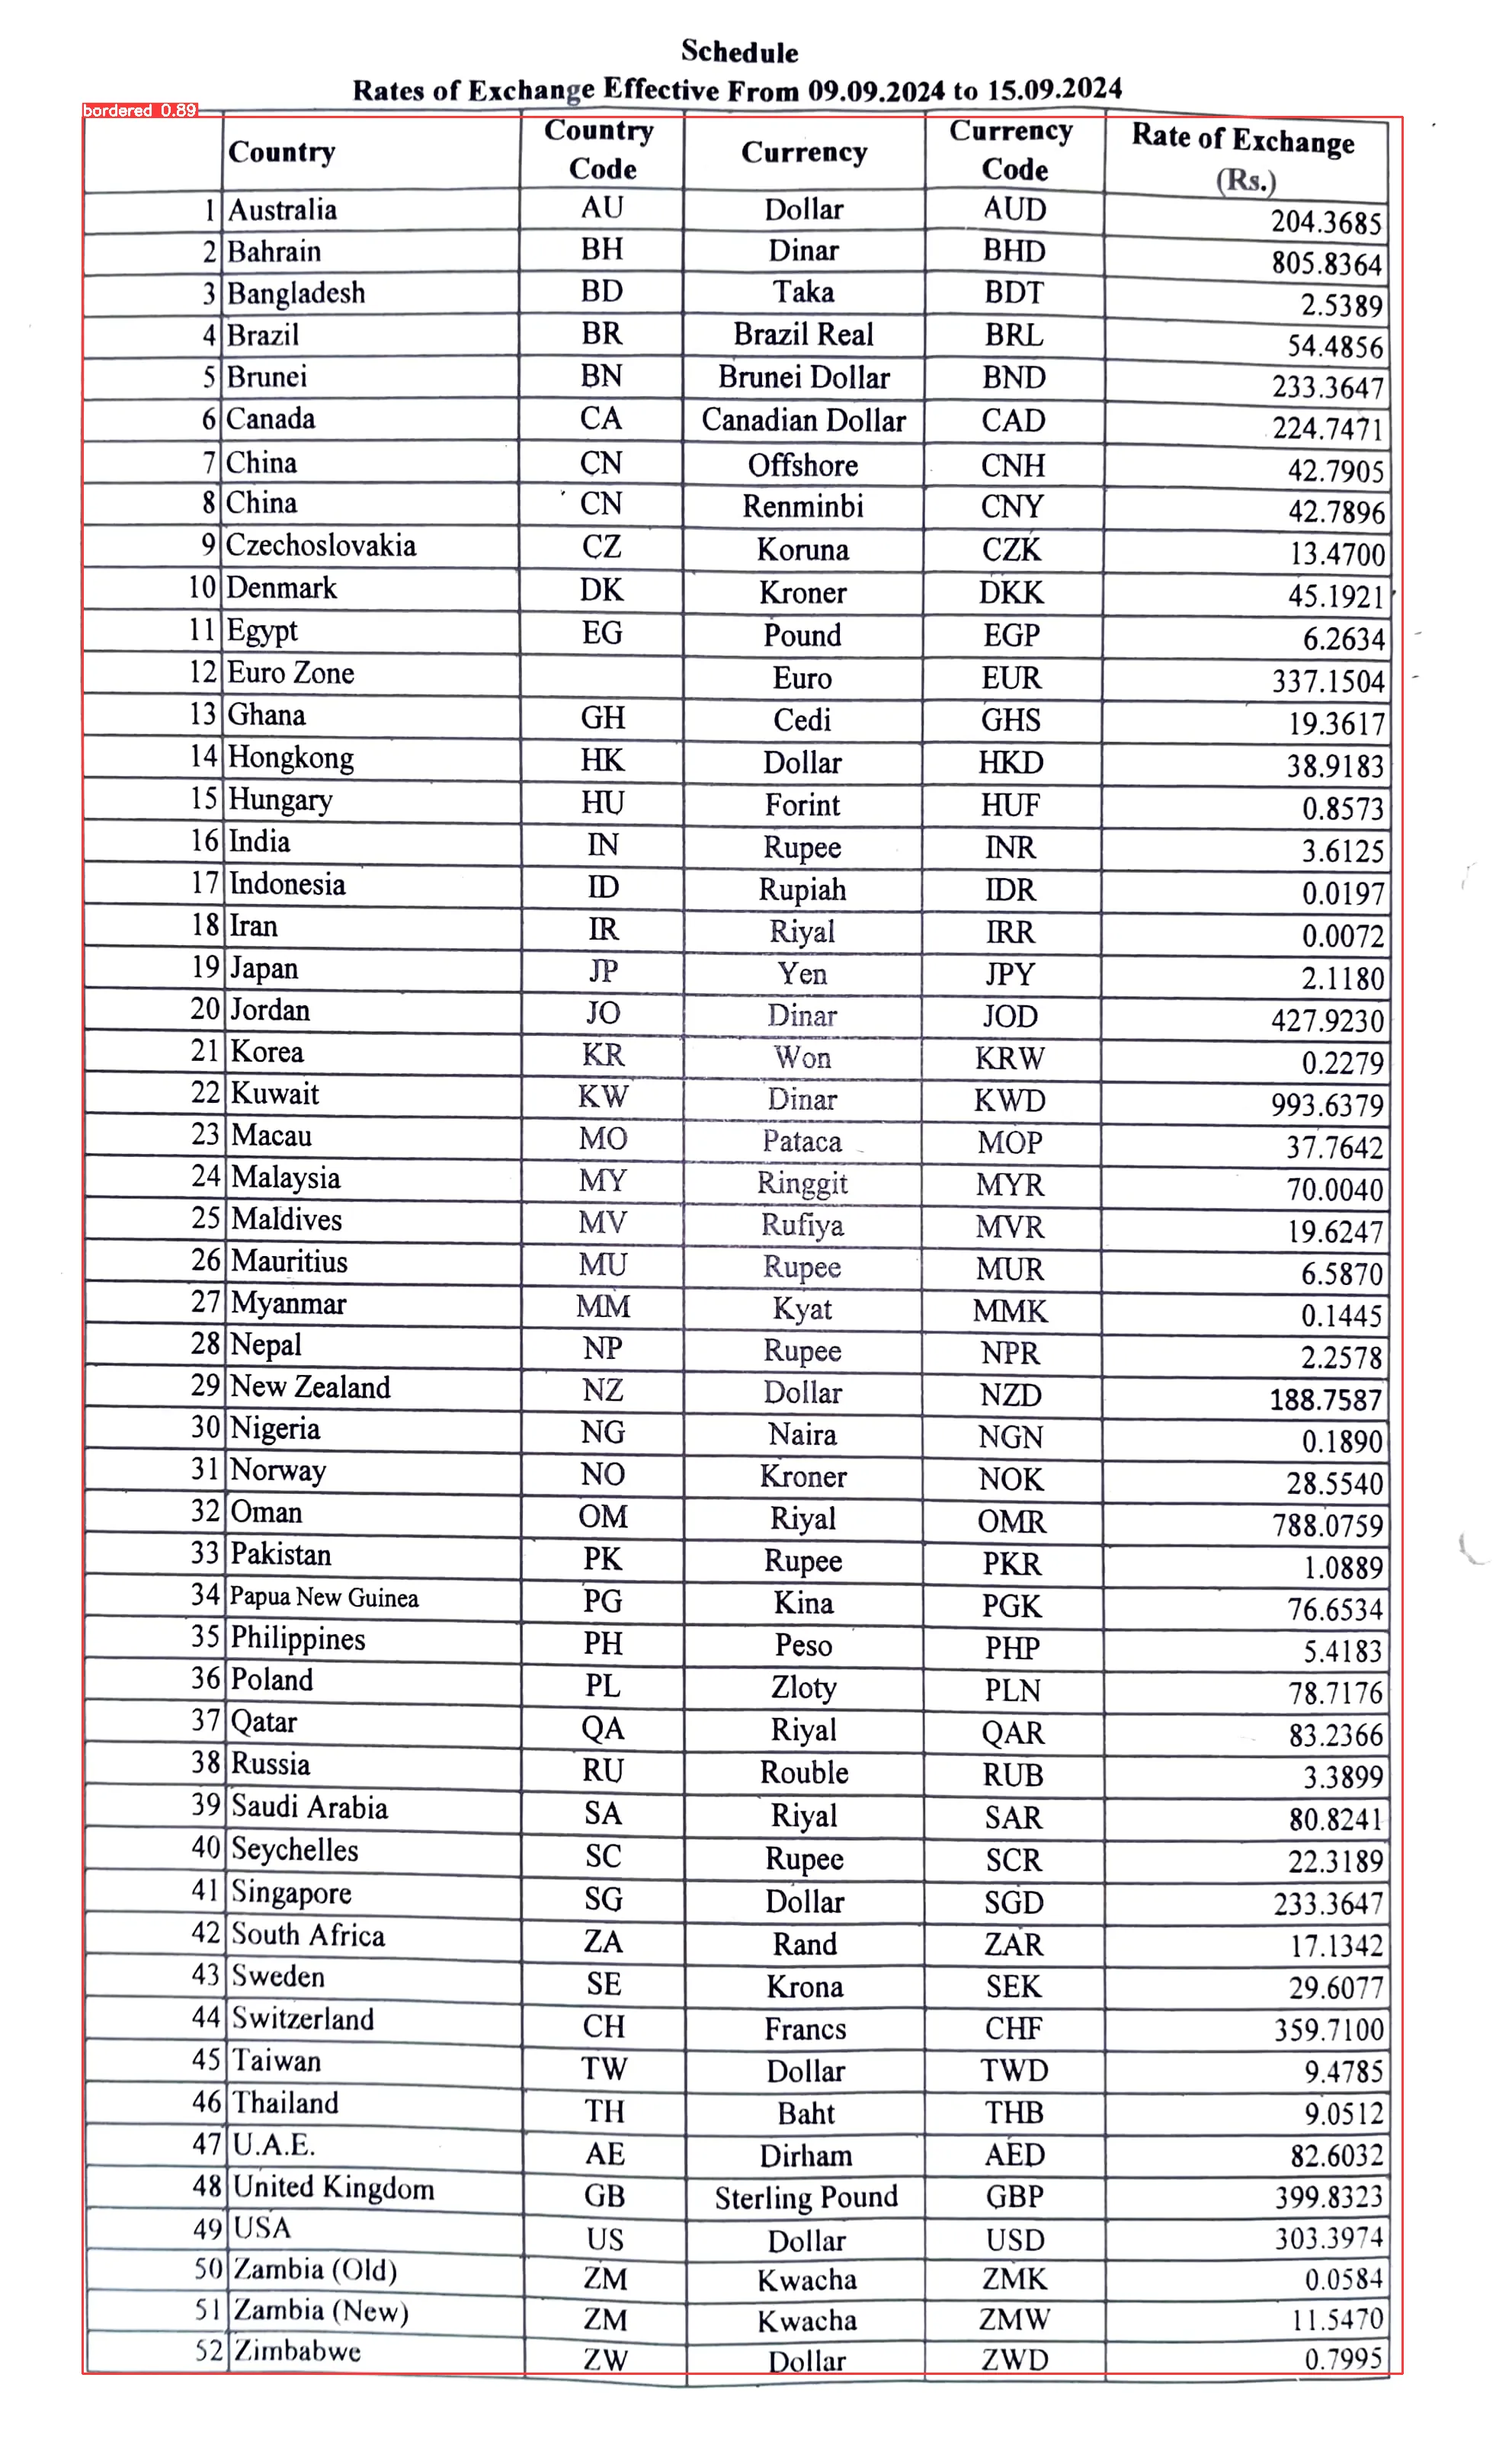 Schedule
Rates of Exchange Effective From 09.09.2024 to 15.09.2024
bordered 0.89
Country Country Code Currency Currency Code Rate of Exchange (Rs.)
1 Australia AU Dollar AUD 204.3685
2 Bahrain BH Dinar BHD 805.8364
3 Bangladesh BD Taka BDT 2.5389
4 Brazil BR Brazil Real BRL 54.4856
5 Brunei BN Brunei Dollar BND 233.3647
6 Canada CA Canadian Dollar CAD 224.7471
7 China CN Offshore CNH 42.7905
8 China CN Renminbi CNY 42.7896
9 Czechoslovakia CZ Koruna CZK 13.4700
10 Denmark DK Kroner DKK 45.1921
11 Egypt EG Pound EGP 6.2634
12 Euro Zone Euro EUR 337.1504
13 Ghana GH Cedi GHS 19.3617
14 Hongkong HK Dollar HKD 38.9183
15 Hungary HU Forint HUF 0.8573
16 India IN Rupee INR 3.6125
17 Indonesia ID Rupiah IDR 0.0197
18 Iran IR Riyal IRR 0.0072
19 Japan JP Yen JPY 2.1180
20 Jordan JO Dinar JOD 427.9230
21 Korea KR Won KRW 0.2279
22 Kuwait KW Dinar KWD 993.6379
23 Macau MO Pataca MOP 37.7642
24 Malaysia MY Ringgit MYR 70.0040
25 Maldives MV Rufiya MVR 19.6247
26 Mauritius MU Rupee MUR 6.5870
27 Myanmar MM Kyat MMK 0.1445
28 Nepal NP Rupee NPR 2.2578
29 New Zealand NZ Dollar NZD 188.7587
30 Nigeria NG Naira NGN 0.1890
31 Norway NO Kroner NOK 28.5540
32 Oman OM Riyal OMR 788.0759
33 Pakistan PK Rupee PKR 1.0889
34 Papua New Guinea PG Kina PGK 76.6534
35 Philippines PH Peso PHP 5.4183
36 Poland PL Zloty PLN 78.7176
37 Qatar QA Riyal QAR 83.2366
38 Russia RU Rouble RUB 3.3899
39 Saudi Arabia SA Riyal SAR 80.8241
40 Seychelles SC Rupee SCR 22.3189
41 Singapore SG Dollar SGD 233.3647
42 South Africa ZA Rand ZAR 17.1342
43 Sweden SE Krona SEK 29.6077
44 Switzerland CH Francs CHF 359.7100
45 Taiwan TW Dollar TWD 9.4785
46 Thailand TH Baht THB 9.0512
47 U.A.E. AE Dirham AED 82.6032
48 United Kingdom GB Sterling Pound GBP 399.8323
49 USA US Dollar USD 303.3974
50 Zambia (Old) ZM Kwacha ZMK 0.0584
51 Zambia (New) ZM Kwacha ZMW 11.5470
52 Zimbabwe ZW Dollar ZWD 0.7995